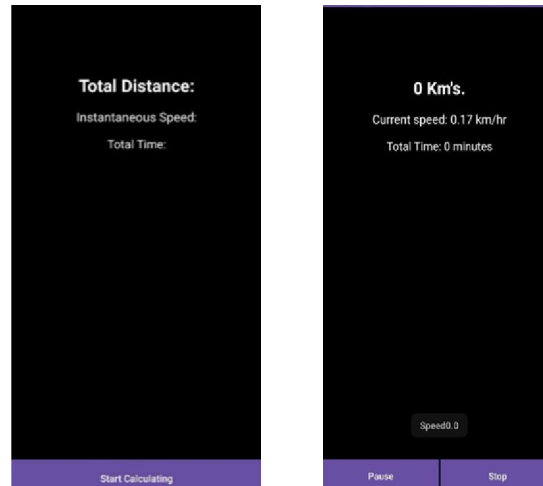 Total Distance:
Instantaneous Speed:
Total Time:
Start Calculating
0 Km's.
Current speed: 0.17 km/hr
Total Time: 0 minutes
Speed0.0
Pause
Stop